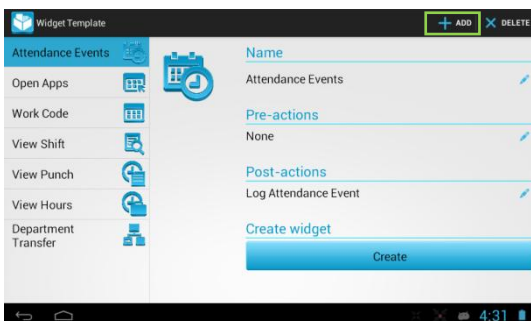 Widget Template
ADD
DELETE
Attendance Events
Open Apps
Work Code
View Shift
View Punch
View Hours
Department
Transfer
Name
Attendance Events
Pre-actions
None
Post-actions
Log Attendance Event
Create widget
Create
4:31